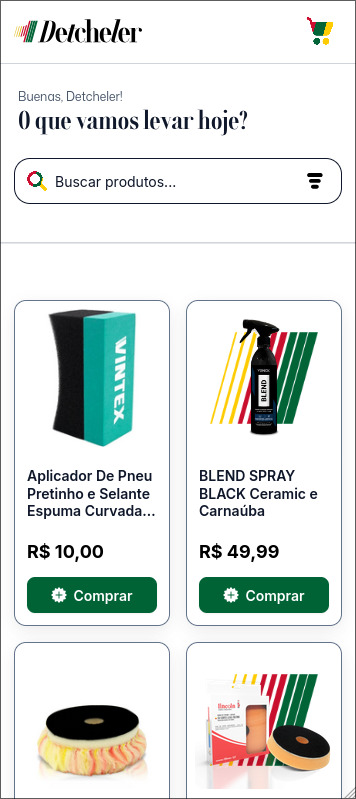 Detcheler
Buenas, Detcheler!
O que vamos levar hoje?
Buscar produtos...
VINTEX
VONIXX
BLEND
Aplicador De Pneu
Pretinho e Selante
Espuma Curvada...
BLEND SPRAY
BLACK Ceramic e
Carnaúba
R$ 10,00
R$ 49,99
Comprar
Comprar
lincoln